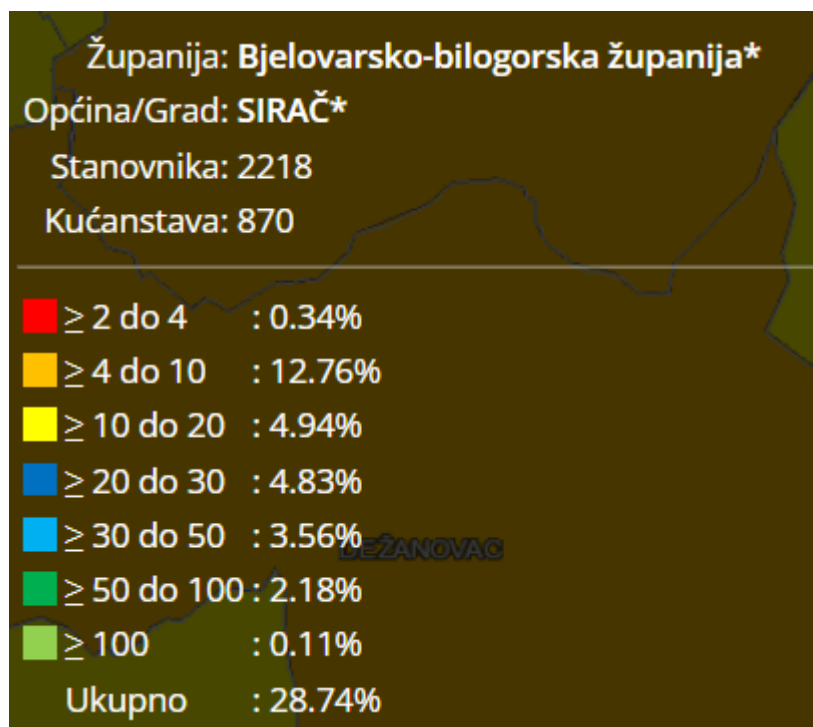 Županija: Bjelovarsko-bilogorska županija*
Općina/Grad: SIRAČ*
Stanovnika: 2218
Kućanstava: 870
≥ 2 do 4 : 0.34%
≥ 4 do 10 : 12.76%
≥ 10 do 20 : 4.94%
≥ 20 do 30 : 4.83%
≥ 30 do 50 : 3.56%
DEŽANOVAC
≥ 50 do 100 : 2.18%
≥ 100 : 0.11%
Ukupno : 28.74%